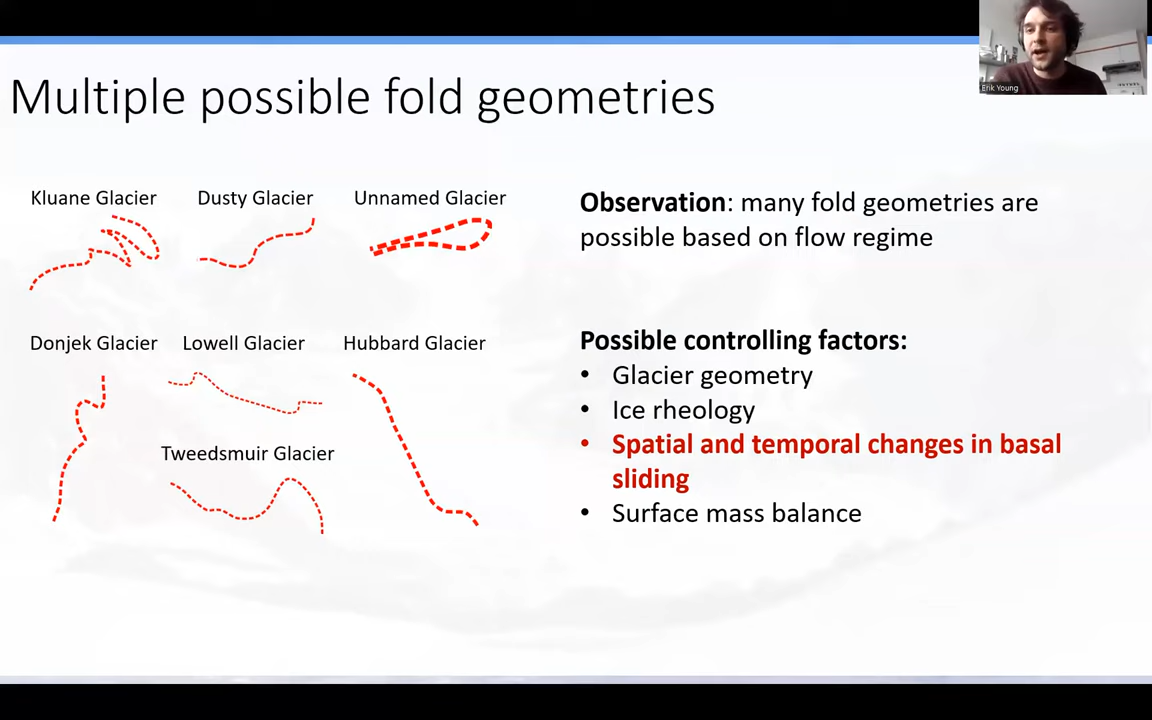 Multiple possible fold geometries
Erik Young
Kluane Glacier
Dusty Glacier
Unnamed Glacier
Donjek Glacier
Lowell Glacier
Hubbard Glacier
Tweedsmuir Glacier
Observation: many fold geometries are
possible based on flow regime
Possible controlling factors:
• Glacier geometry
• Ice rheology
• Spatial and temporal changes in basal
sliding
• Surface mass balance